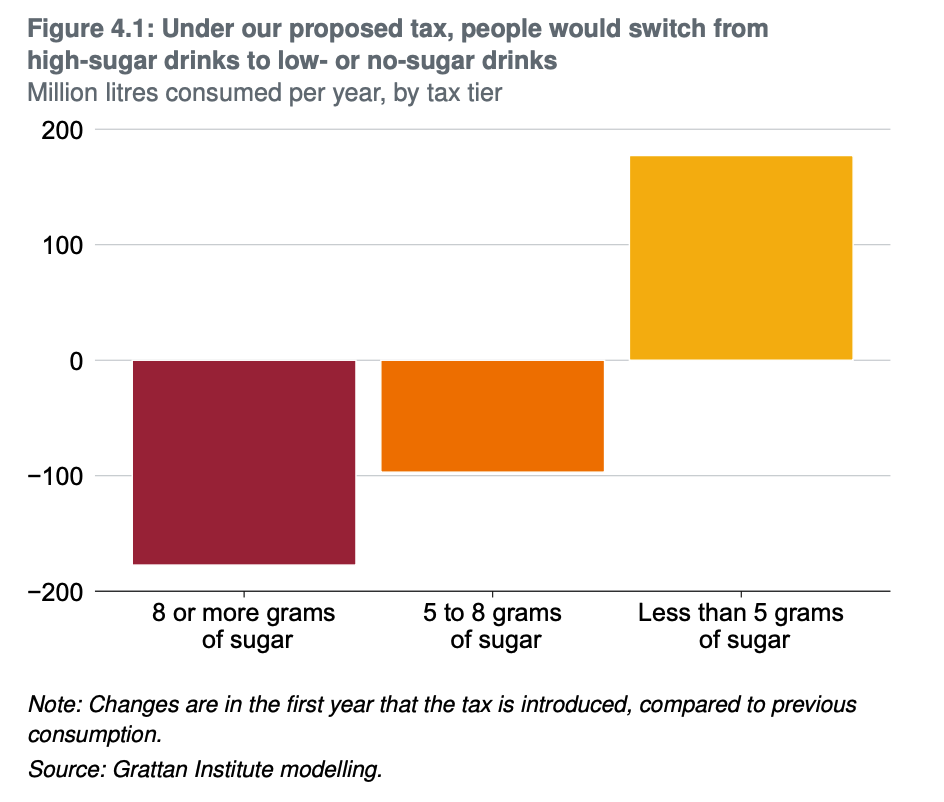 Figure 4.1: Under our proposed tax, people would switch from
high-sugar drinks to low- or no-sugar drinks
Million litres consumed per year, by tax tier
200
100
0
−100
−200
8 or more grams
of sugar
5 to 8 grams
of sugar
Less than 5 grams
of sugar
Note: Changes are in the first year that the tax is introduced, compared to previous
consumption.
Source: Grattan Institute modelling.